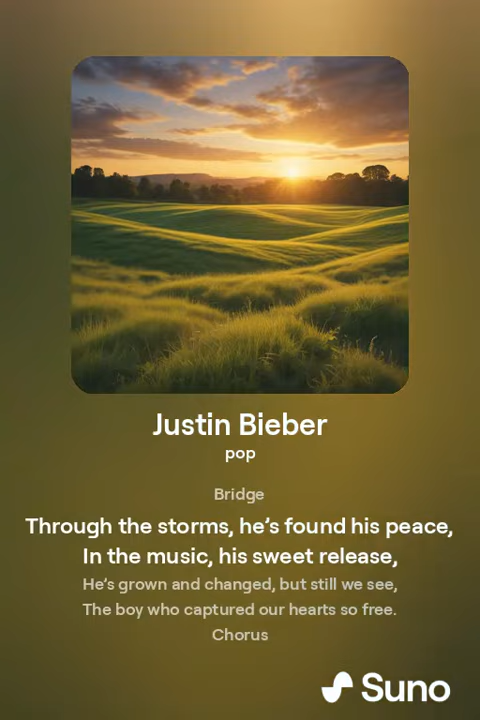 Justin Bieber
pop
Bridge
Through the storms, he’s found his peace,
In the music, his sweet release,
He’s grown and changed, but still we see,
The boy who captured our hearts so free.
Chorus
Suno